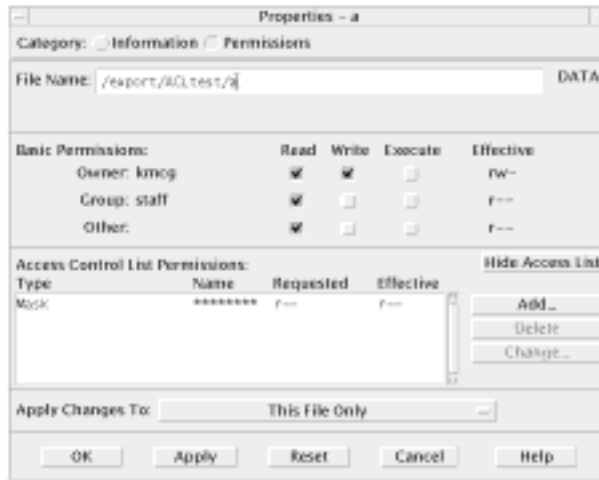 Properties - a
Category: Information Permissions
File Name: /export/ACLtest/a DATA
Basic Permissions: Read Write Execute Effective
Owner: kmcg rw-
Group: staff r--
Other: r--
Access Control List Permissions: Hide Access List
Type Name Requested Effective
Mask ******** r-- r--
Add...
Delete
Change...
Apply Changes To: This File Only
OK Apply Reset Cancel Help